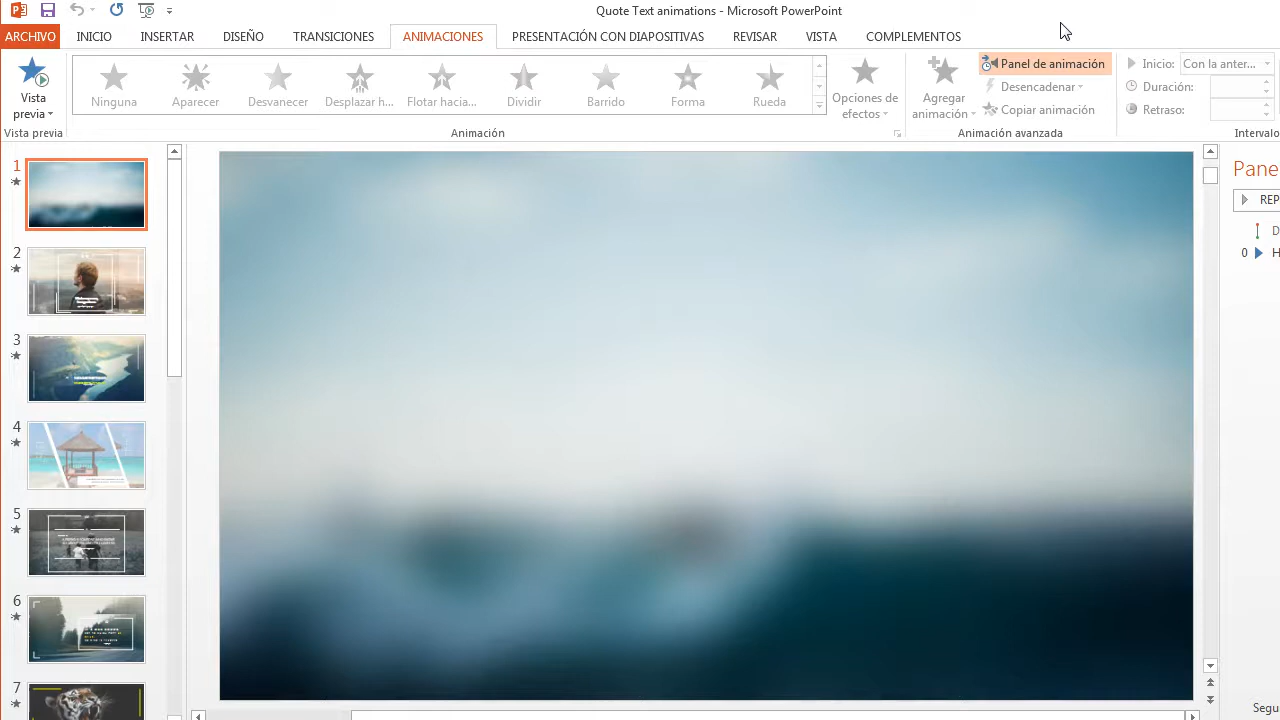 Quote Text animations - Microsoft PowerPoint
ARCHIVO INICIO INSERTAR DISEÑO TRANSICIONES ANIMACIONES PRESENTACIÓN CON DIAPOSITIVAS REVISAR VISTA COMPLEMENTOS
Vista previa
Ninguna Aparecer Desvanecer Desplazar h... Flotar hacia... Dividir Barrido Forma Rueda
Opciones de efectos
Agregar animación
Panel de animación
Desencadenar
Copiar animación
Inicio: Con la anter...
Duración:
Retraso:
Vista previa Animación Animación avanzada Intervalo
1
2
3
4
5
6
7
Pane
REP
D
0 H
Segu